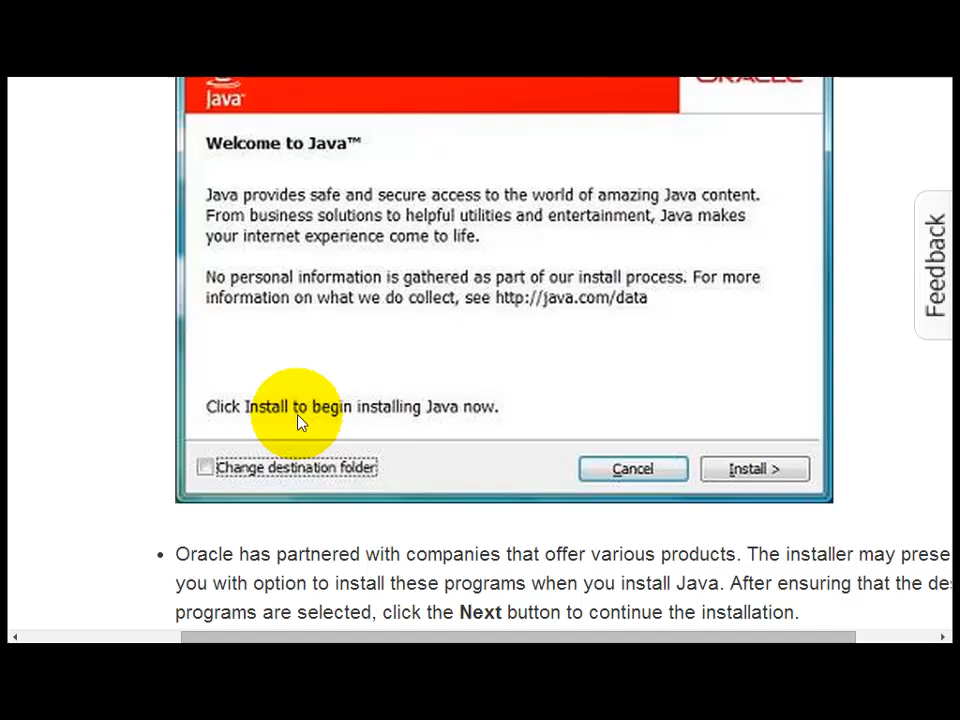 Java
ORACLE
Welcome to Java™
Java provides safe and secure access to the world of amazing Java content.
From business solutions to helpful utilities and entertainment, Java makes
your internet experience come to life.
No personal information is gathered as part of our install process. For more
information on what we do collect, see http://java.com/data
Feedback
Click Install to begin installing Java now.
Change destination folder
Cancel
Install >
• Oracle has partnered with companies that offer various products. The installer may prese
you with option to install these programs when you install Java. After ensuring that the de
programs are selected, click the Next button to continue the installation.